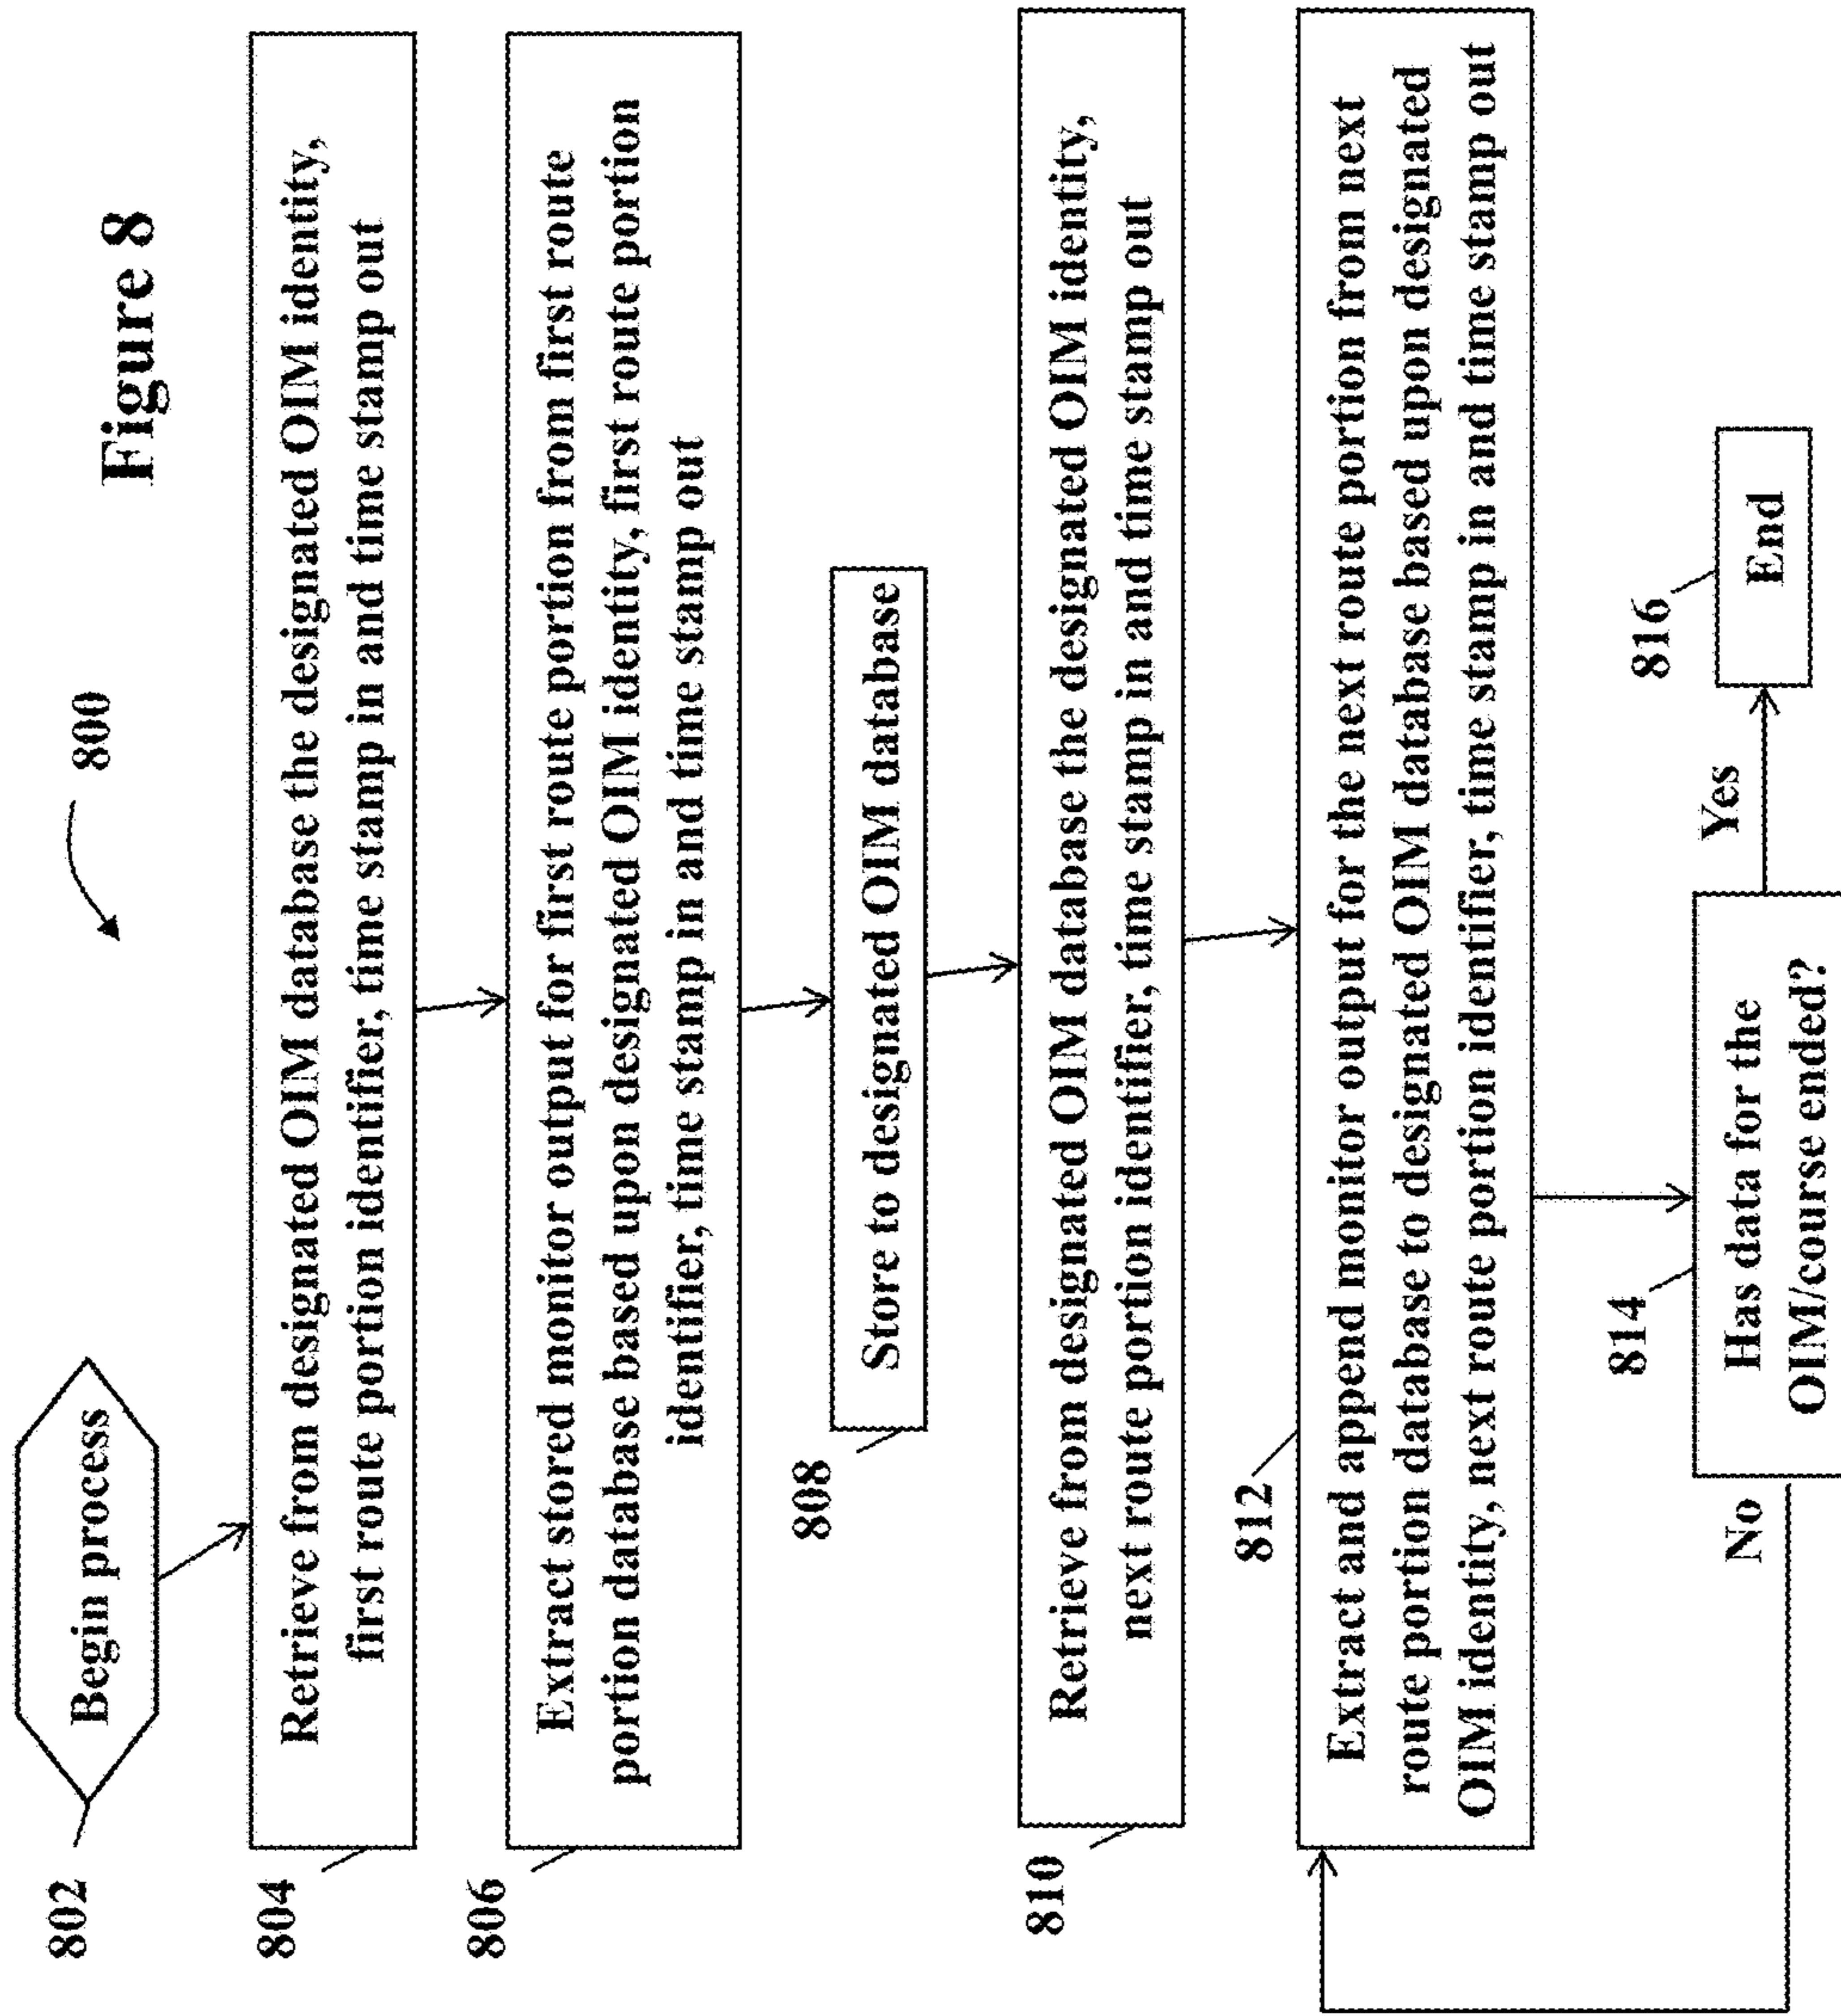 Figure 8
800
802
Begin process
804
Retrieve from designated OIM database the designated OIM identity,
first route portion identifier, time stamp in and time stamp out
806
Extract stored monitor output for first route portion from first route
portion database based upon designated OIM identity, first route portion
identifier, time stamp in and time stamp out
808
Store to designated OIM database
810
Retrieve from designated OIM database the designated OIM identity,
next route portion identifier, time stamp in and time stamp out
812
Extract and append monitor output for the next route portion from next
route portion database to designated OIM database based upon designated
OIM identity, next route portion identifier, time stamp in and time stamp out
814
Has data for the
OIM/course ended?
No
Yes
816
End